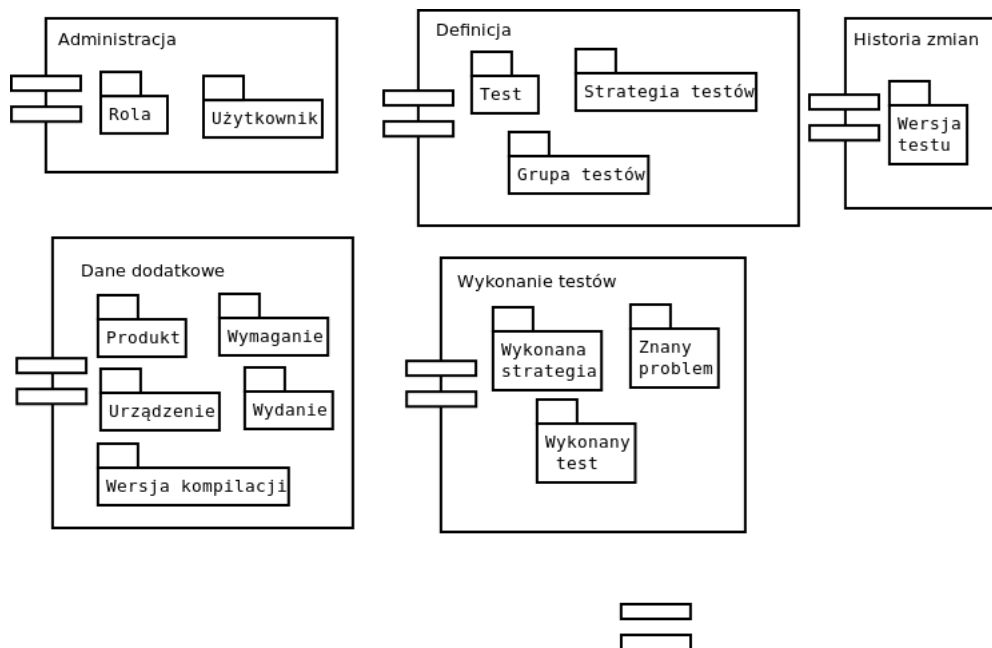 Administracja
Rola
Użytkownik
Definicja
Test
Strategia testów
Grupa testów
Historia zmian
Wersja
testu
Dane dodatkowe
Produkt
Wymaganie
Urządzenie
Wydanie
Wersja kompilacji
Wykonanie testów
Wykonana
strategia
Znany
problem
Wykonany
test